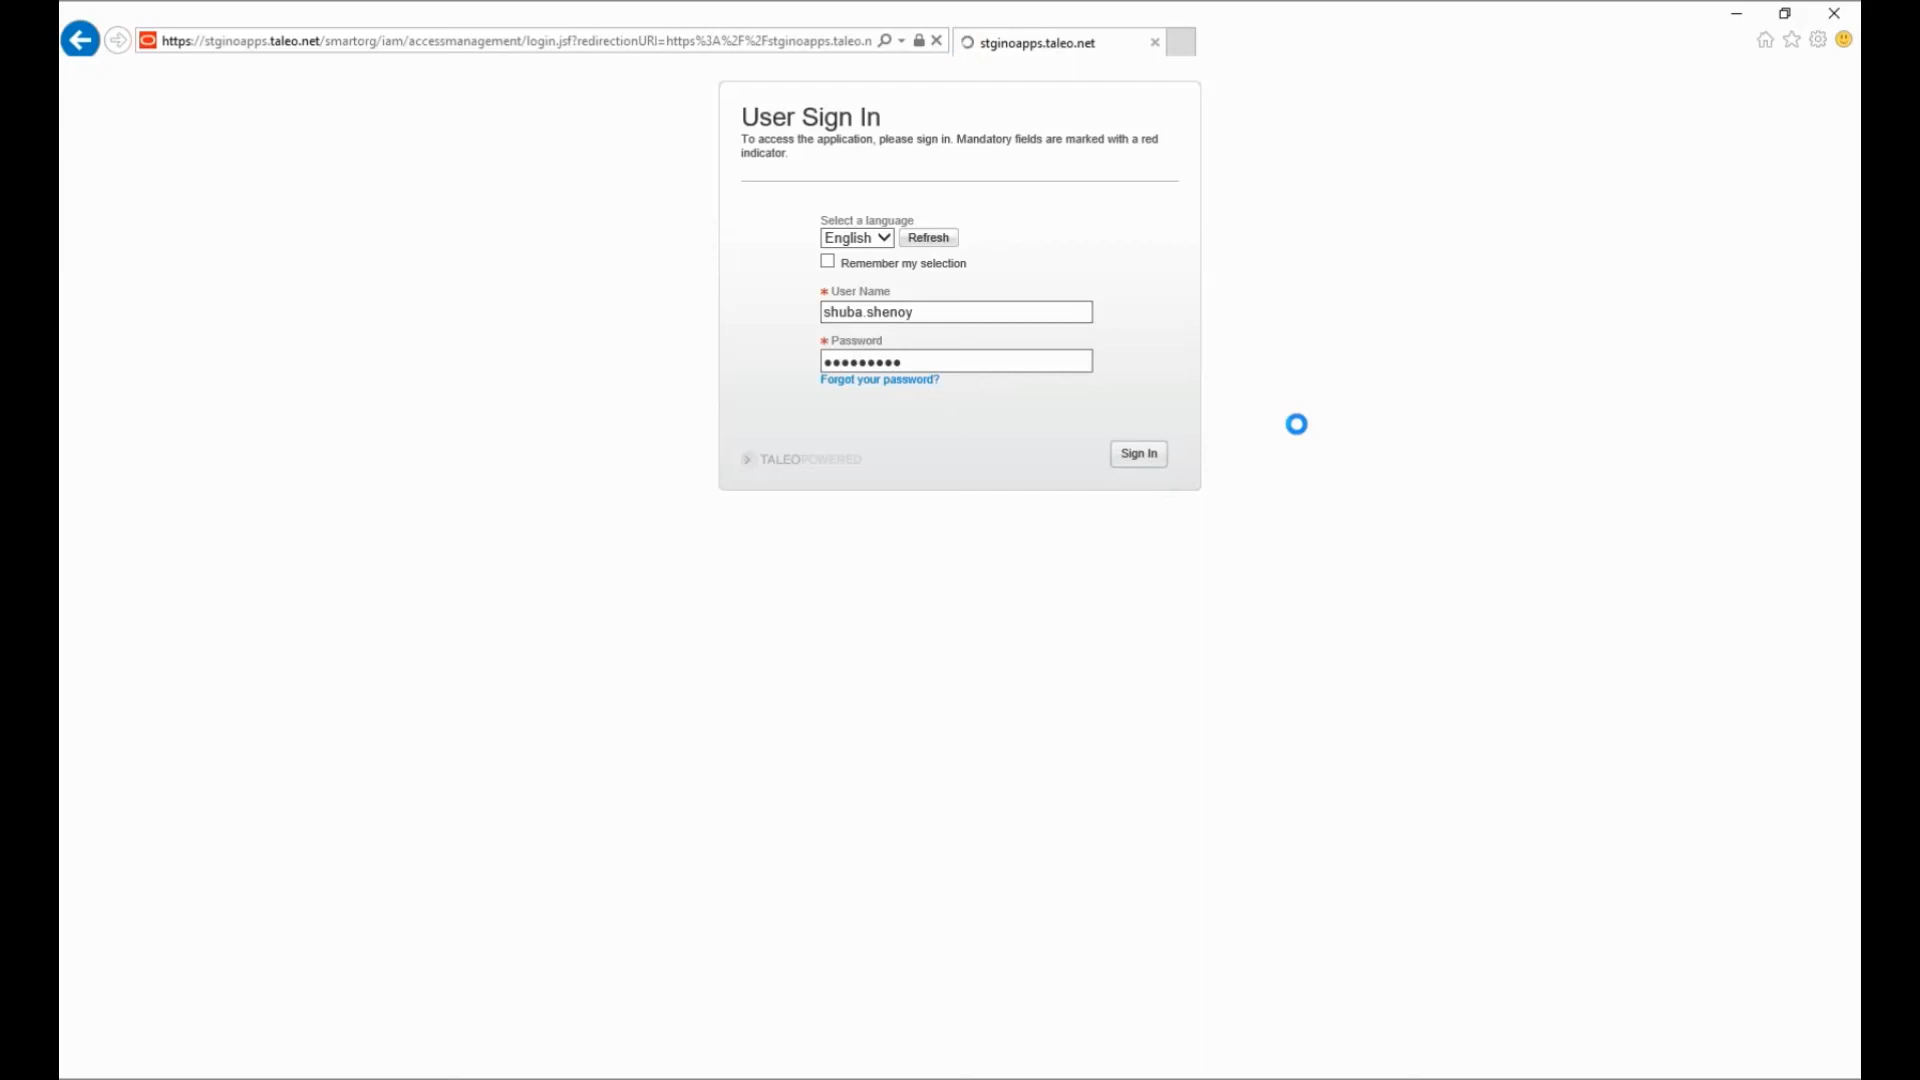 https://stginoapps.taleo.net/smartorg/iam/accessmanagement/login.jsf?redirectionURI=https%3A%2F%2Fstginoapps.taleo.n
stginoapps.taleo.net
User Sign In
To access the application, please sign in. Mandatory fields are marked with a red
indicator.
Select a language
English
Refresh
Remember my selection
* User Name
shuba.shenoy
* Password
•••••••••
Forgot your password?
TALEOPOWERED
Sign In